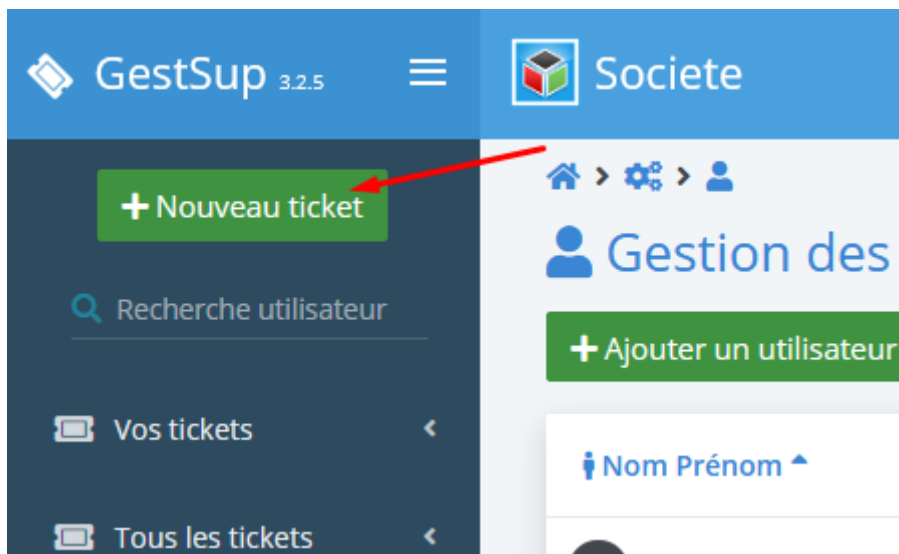 GestSup 3.2.5
Societe
+ Nouveau ticket
Recherche utilisateur
Vos tickets
Tous les tickets
Gestion des
+ Ajouter un utilisateur
Nom Prénom